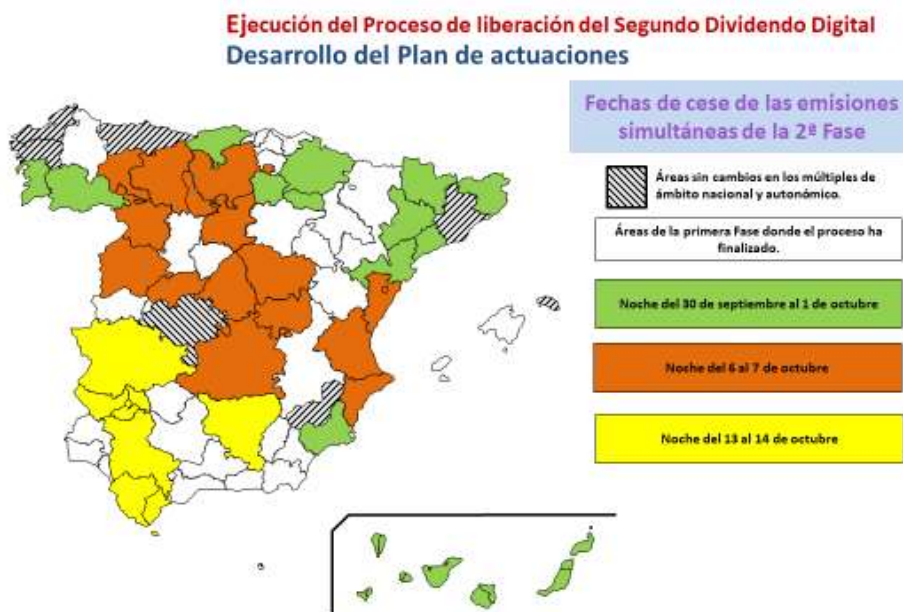 Ejecución del Proceso de liberación del Segundo Dividendo Digital
Desarrollo del Plan de actuaciones
Fechas de cese de las emisiones
simultáneas de la 2ª Fase
Áreas sin cambios en los múltiples de
ámbito nacional y autonómico.
Áreas de la primera Fase donde el proceso ha
finalizado.
Noche del 30 de septiembre al 1 de octubre
Noche del 6 al 7 de octubre
Noche del 13 al 14 de octubre